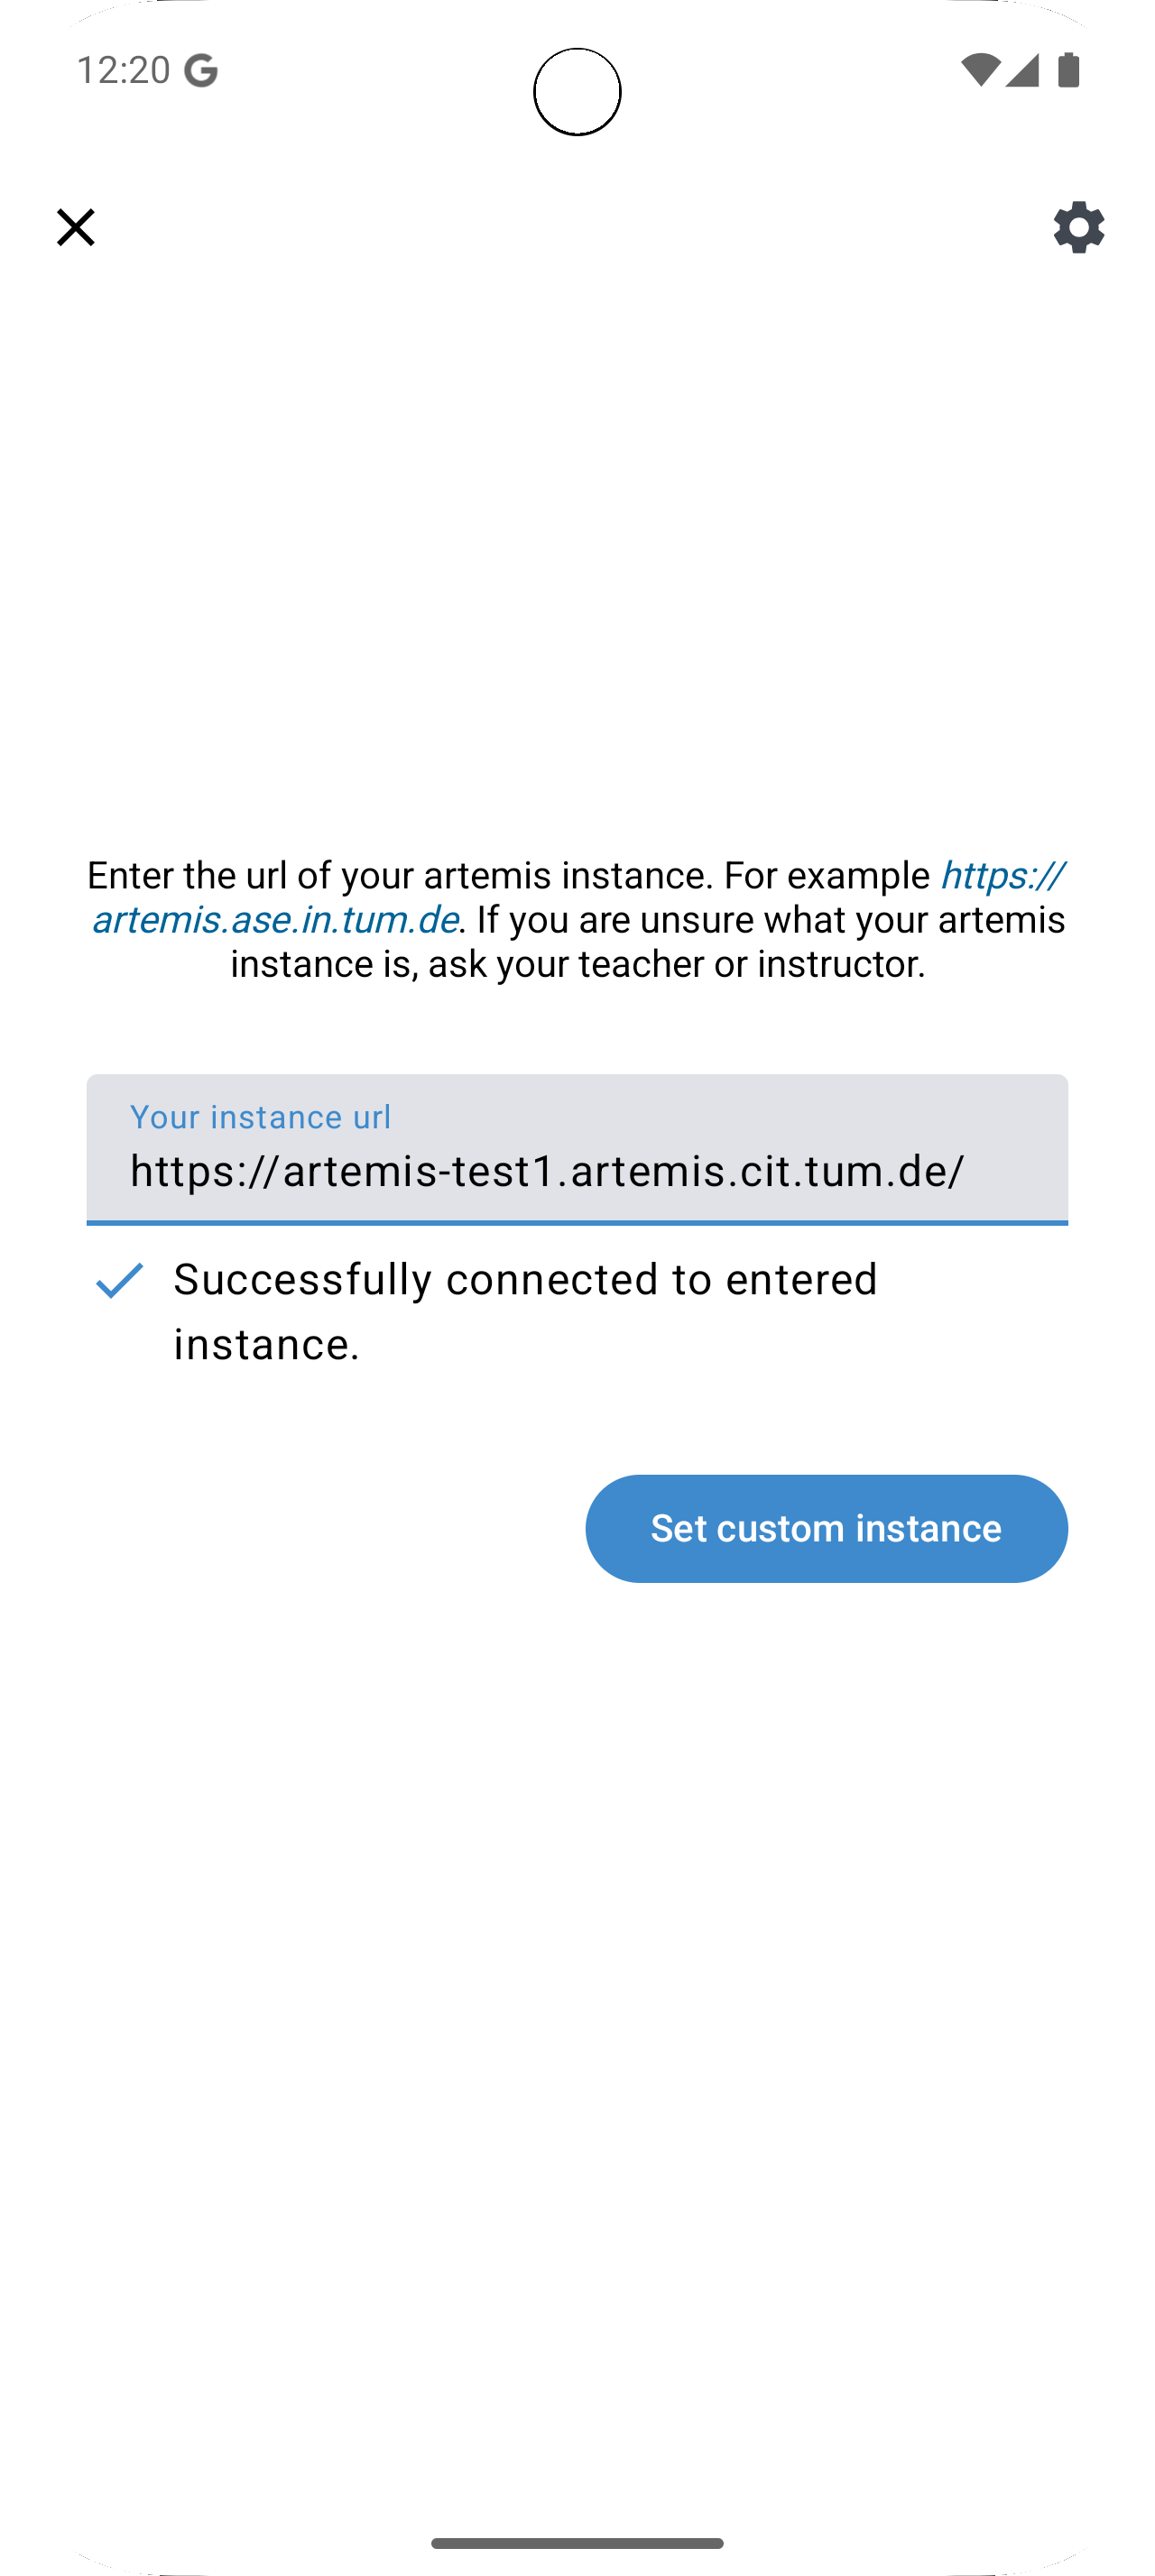 12:20
Enter the url of your artemis instance. For example https://
artemis.ase.in.tum.de. If you are unsure what your artemis
instance is, ask your teacher or instructor.
Your instance url
https://artemis-test1.artemis.cit.tum.de/
Successfully connected to entered
instance.
Set custom instance